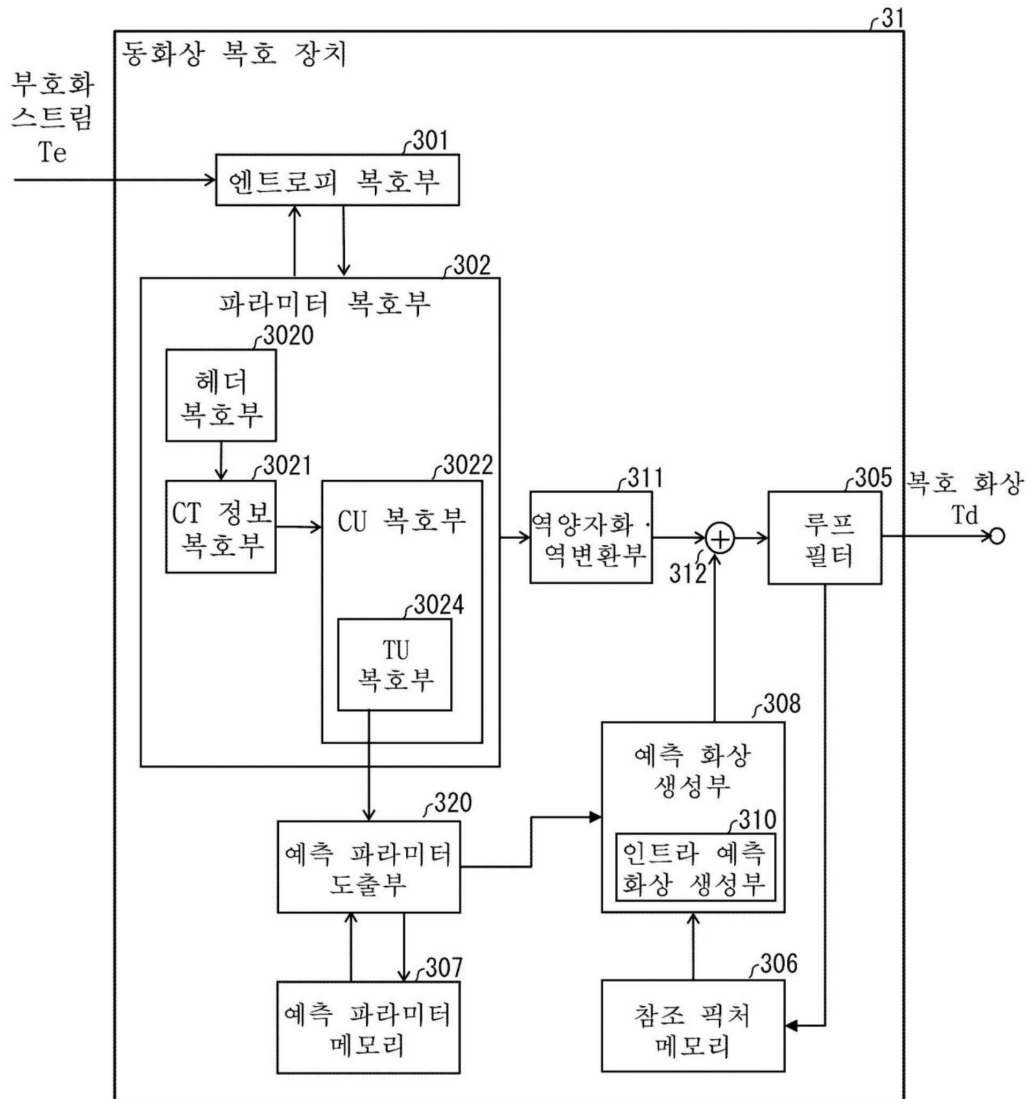 31
동화상 복호 장치
부호화
스트림
Te
301
엔트로피 복호부
302
파라미터 복호부
3020
헤더
복호부
3021
CT 정보
복호부
3022
CU 복호부
3024
TU
복호부
311
역양자화·
역변환부
312
305
루프
필터
복호 화상
Td
308
예측 화상
생성부
310
인트라 예측
화상 생성부
320
예측 파라미터
도출부
307
예측 파라미터
메모리
306
참조 픽처
메모리